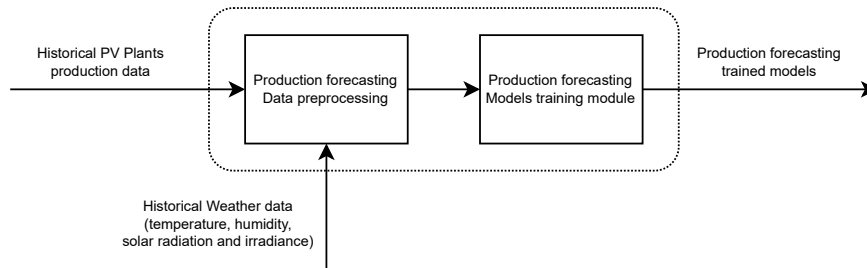 Historical PV Plants
production data
Production forecasting
Data preprocessing
Production forecasting
Models training module
Production forecasting
trained models
Historical Weather data
(temperature, humidity,
solar radiation and irradiance)